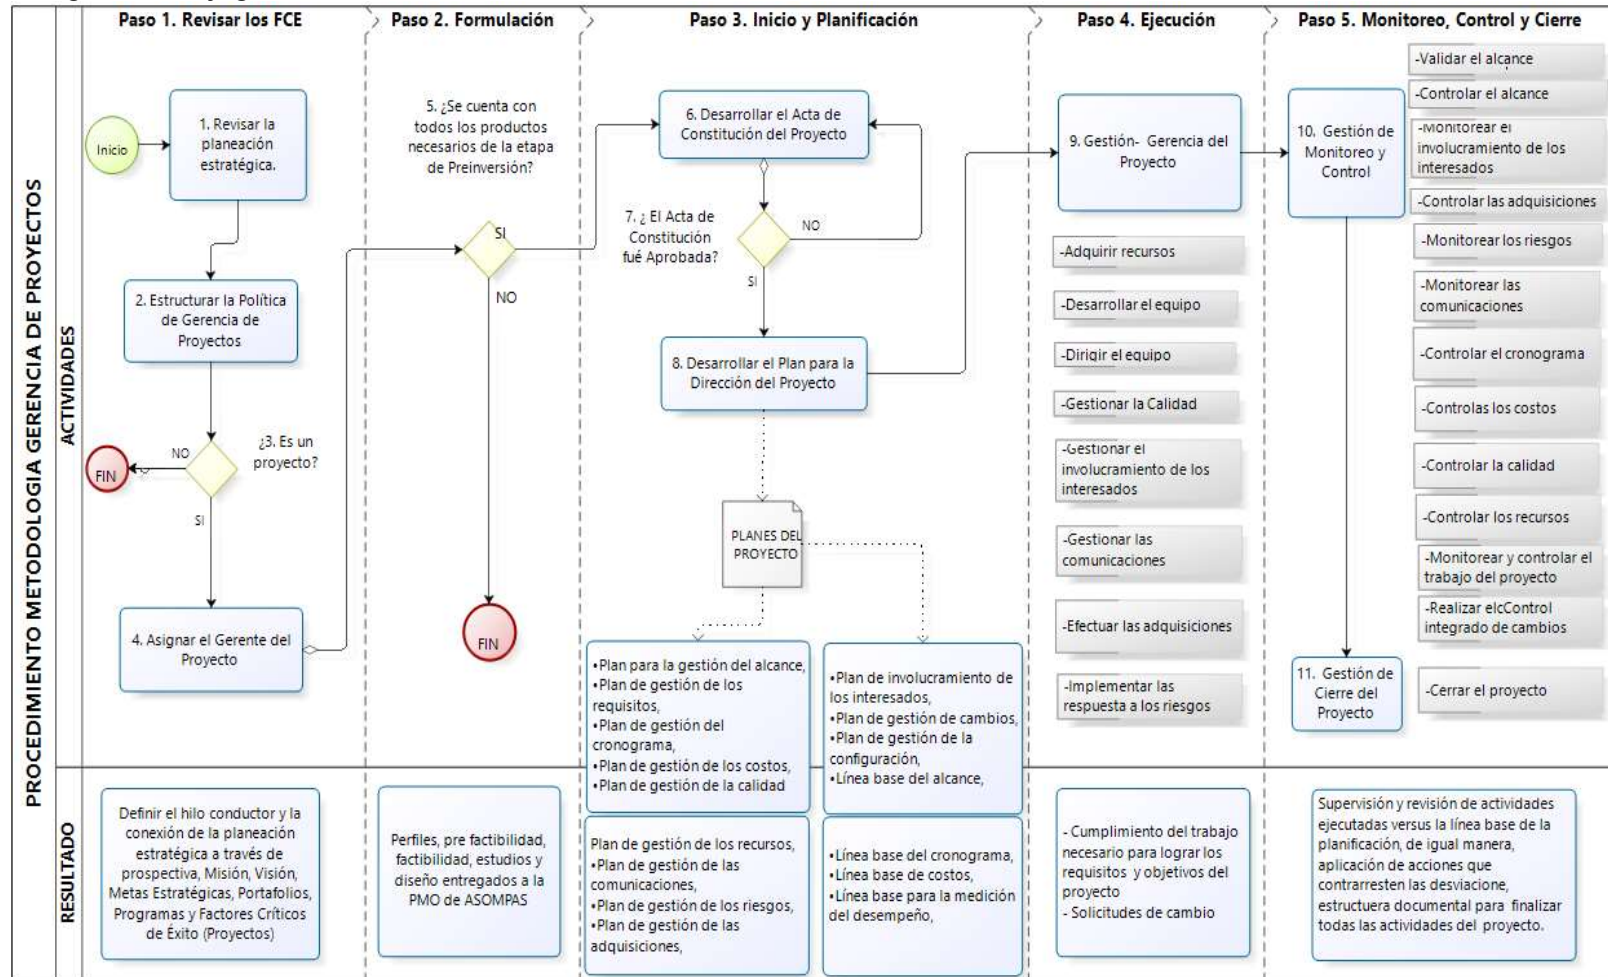 Paso 1. Revisar los FCE
Paso 2. Formulación
Paso 3. Inicio y Planificación
Paso 4. Ejecución
Paso 5. Monitoreo, Control y Cierre
PROCEDIMIENTO METODOLOGIA GERENCIA DE PROYECTOS
ACTIVIDADES
Inicio
1. Revisar la
planeación
estratégica.
2. Estructurar la Política
de Gerencia de
Proyectos
¿3. Es un
proyecto?
NO
FIN
SI
4. Asignar el Gerente del
Proyecto
5. ¿Se cuenta con
todos los productos
necesarios de la etapa
de Preinversión?
SI
NO
FIN
6. Desarrollar el Acta de
Constitución del Proyecto
7. ¿ El Acta de
Constitución
fué Aprobada?
NO
SI
8. Desarrollar el Plan para la
Dirección del Proyecto
PLANES DEL
PROYECTO
•Plan para la gestión del alcance,
•Plan de gestión de los
requisitos,
•Plan de gestión del
cronograma,
•Plan de gestión de los costos,
•Plan de gestión de la calidad
•Plan de involucramiento de
los interesados,
•Plan de gestión de cambios,
•Plan de gestión de la
configuración,
•Línea base del alcance,
9. Gestión- Gerencia del
Proyecto
-Adquirir recursos
-Desarrollar el equipo
-Dirigir el equipo
-Gestionar la Calidad
-Gestionar el
involucramiento de los
interesados
-Gestionar las
comunicaciones
-Efectuar las adquisiciones
-Implementar las
respuesta a los riesgos
10. Gestión de
Monitoreo y
Control
11. Gestión de
Cierre del
Proyecto
-Validar el alcance
-Controlar el alcance
-Monitorear el
involucramiento de los
interesados
-Controlar las adquisiciones
-Monitorear los riesgos
-Monitorear las
comunicaciones
-Controlar el cronograma
-Controlas los costos
-Controlar la calidad
-Controlar los recursos
-Monitorear y controlar el
trabajo del proyecto
-Realizar elcControl
integrado de cambios
-Cerrar el proyecto
RESULTADO
Definir el hilo conductor y la
conexión de la planeación
estratégica a través de
prospectiva, Misión, Visión,
Metas Estratégicas, Portafolios,
Programas y Factores Críticos
de Éxito (Proyectos)
Perfiles, pre factibilidad,
factibilidad, estudios y
diseño entregados a la
PMO de ASOMPAS
Plan de gestión de los recursos,
•Plan de gestión de las
comunicaciones,
•Plan de gestión de los riesgos,
•Plan de gestión de las
adquisiciones,
•Línea base del cronograma,
•Línea base de costos,
•Línea base para la medición
del desempeño,
- Cumplimiento del trabajo
necesario para lograr los
requisitos y objetivos del
proyecto
- Solicitudes de cambio
Supervisión y revisión de actividades
ejecutadas versus la línea base de la
planificación, de igual manera,
aplicación de acciones que
contrarresten las desviacione,
estructuera documental para finalizar
todas las actividades del proyecto.